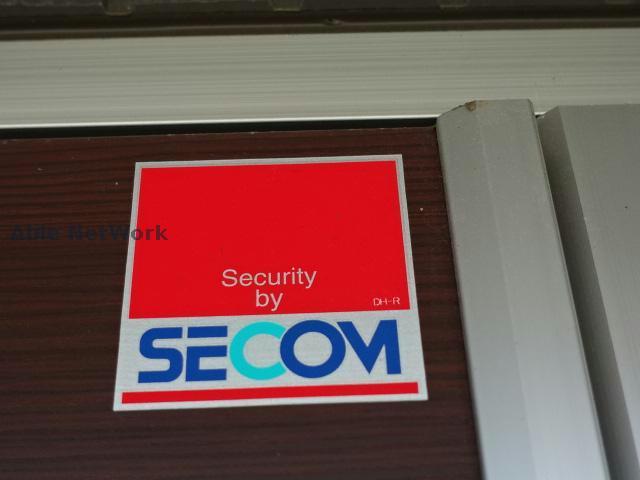 Able NetWork
Security
by
DH-R
SECOM